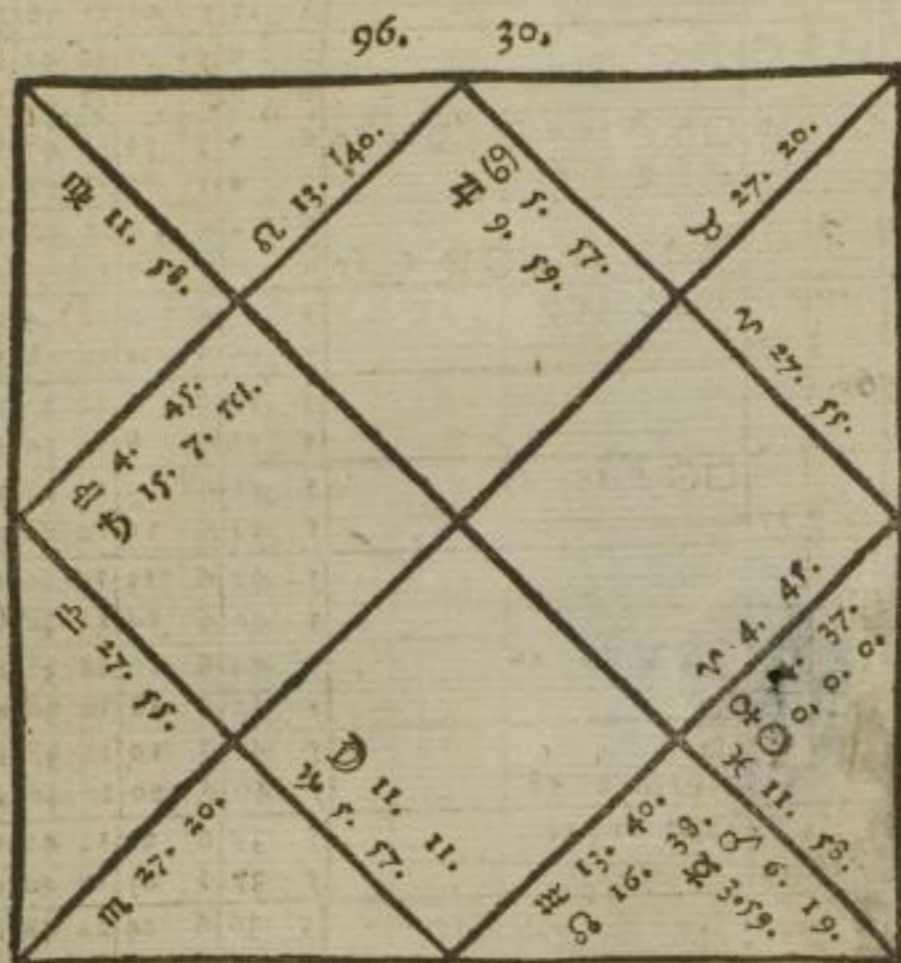 96. 30.
♍ 11. 58.
♌ 13. 40.
♋ 5. 57.
♃ 9. 59.
♉ 27. 20.
♈ 27. 55.
♎ 4. 45.
♄ 15. 7.
♎ 27. 55.
♏ 27. 20.
☽ 11. 11.
♑ 5. 57.
♒ 13. 40.
☊ 16. 39.
☿ 3. 59.
♂ 6. 19.
♓ 11. 58.
☉ 0. 0. 0.
♀ 37.
♈ 4. 45.